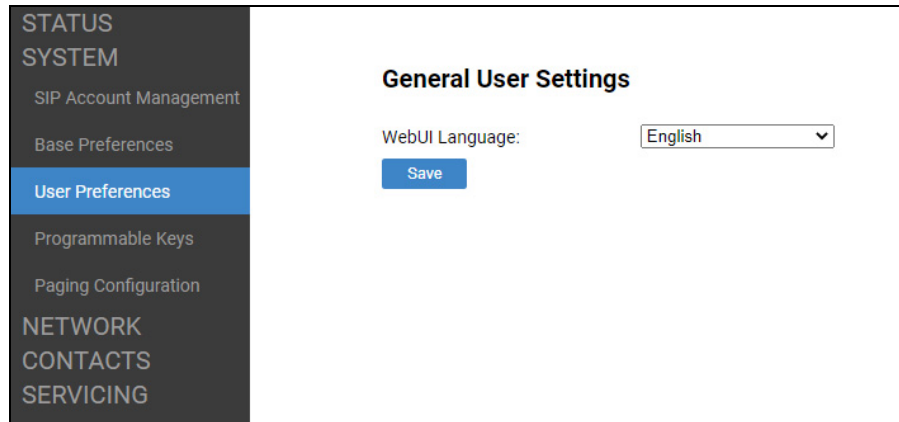 STATUS
SYSTEM
SIP Account Management
Base Preferences
User Preferences
Programmable Keys
Paging Configuration
NETWORK
CONTACTS
SERVICING
General User Settings
WebUI Language: English
Save